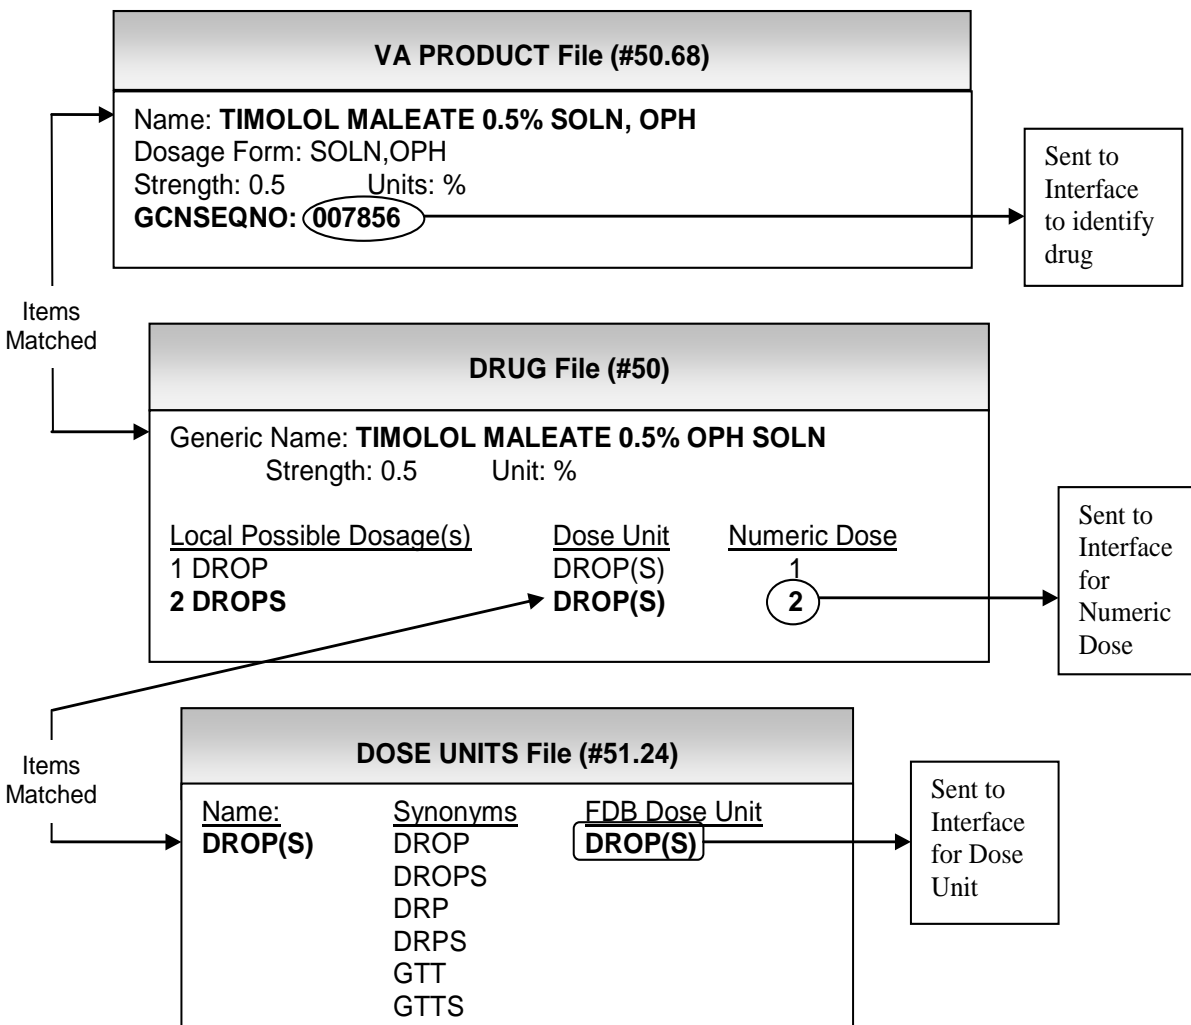 VA PRODUCT File (#50.68)
Name: TIMOLOL MALEATE 0.5% SOLN, OPH
Dosage Form: SOLN,OPH
Strength: 0.5 Units: %
GCNSEQNO: 007856
Sent to
Interface
to identify
drug
Items
Matched
DRUG File (#50)
Generic Name: TIMOLOL MALEATE 0.5% OPH SOLN
Strength: 0.5 Unit: %
Local Possible Dosage(s) Dose Unit Numeric Dose
1 DROP DROP(S) 1
2 DROPS DROP(S) 2
Sent to
Interface
for
Numeric
Dose
Items
Matched
DOSE UNITS File (#51.24)
Name: Synonyms FDB Dose Unit
DROP(S) DROP DROP(S)
DROPS
DRP
DRPS
GTT
GTTS
Sent to
Interface
for Dose
Unit